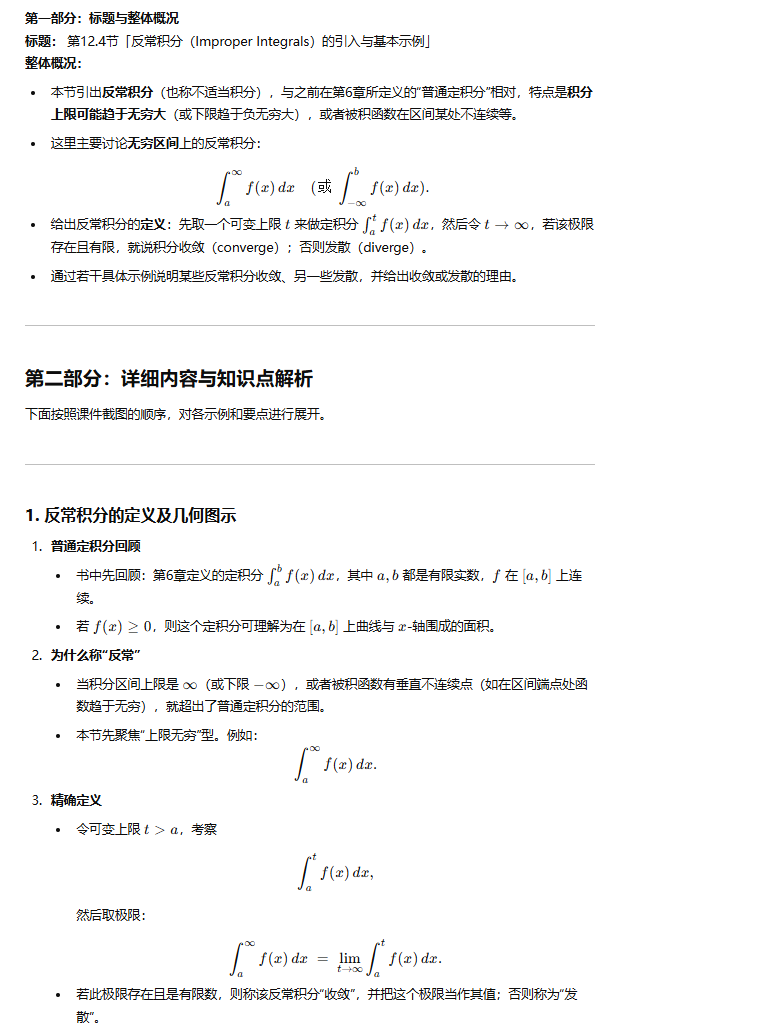 第一部分：标题与整体概况
标题： 第12.4节「反常积分（Improper Integrals）的引入与基本示例」
整体概况：
• 本节引出反常积分（也称不适当积分），与之前在第6章所定义的“普通定积分”相对，特点是积分
上限可能趋于无穷大（或下限趋于负无穷大），或者被积函数在区间某处不连续等。
• 这里主要讨论无穷区间上的反常积分：
∫_a^∞ f(x) dx （或 ∫_{-∞}^b f(x) dx）.
• 给出反常积分的定义：先取一个可变上限 t 来做定积分 ∫_a^t f(x) dx，然后令 t → ∞，若该极限
存在且有限，就说积分收敛（converge）；否则发散（diverge）。
• 通过若干具体示例说明某些反常积分收敛、另一些发散，并给出收敛或发散的理由。
第二部分：详细内容与知识点解析
下面按照课件截图的顺序，对各示例和要点进行展开。
1. 反常积分的定义及几何图示
1. 普通定积分回顾
• 书中先回顾：第6章定义的定积分 ∫_a^b f(x) dx，其中 a, b 都是有限实数，f 在 [a, b] 上连
续。
• 若 f(x) ≥ 0，则这个定积分可理解为在 [a, b] 上曲线与 x-轴围成的面积。
2. 为什么称“反常”
• 当积分区间上限是 ∞（或下限 −∞），或者被积函数有垂直不连续点（如在区间端点处函
数趋于无穷），就超出了普通定积分的范围。
• 本节先聚焦“上限无穷”型。例如：
∫_a^∞ f(x) dx.
3. 精确定义
• 令可变上限 t > a，考察
∫_a^t f(x) dx,
然后取极限：
∫_a^∞ f(x) dx = lim_{t→∞} ∫_a^t f(x) dx.
• 若此极限存在且是有限数，则称该反常积分“收敛”，并把这个极限当作其值；否则称为“发
散”。